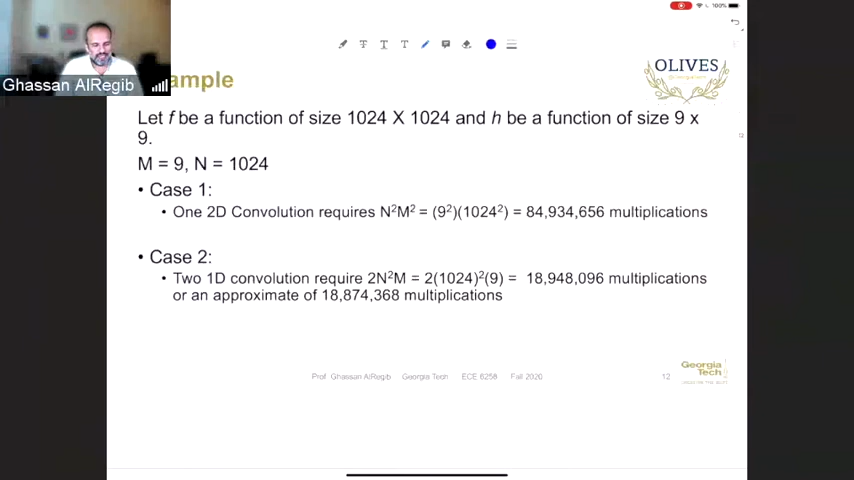 100%
Ghassan AlRegib
ample
OLIVES
Let f be a function of size 1024 X 1024 and h be a function of size 9 x
9.
M = 9, N = 1024
• Case 1:
• One 2D Convolution requires N²M² = (9²)(1024²) = 84,934,656 multiplications
• Case 2:
• Two 1D convolution require 2N²M = 2(1024)²(9) = 18,948,096 multiplications
or an approximate of 18,874,368 multiplications
Prof Ghassan AlRegib Georgia Tech ECE 6258 Fall 2020
12
Georgia
Tech